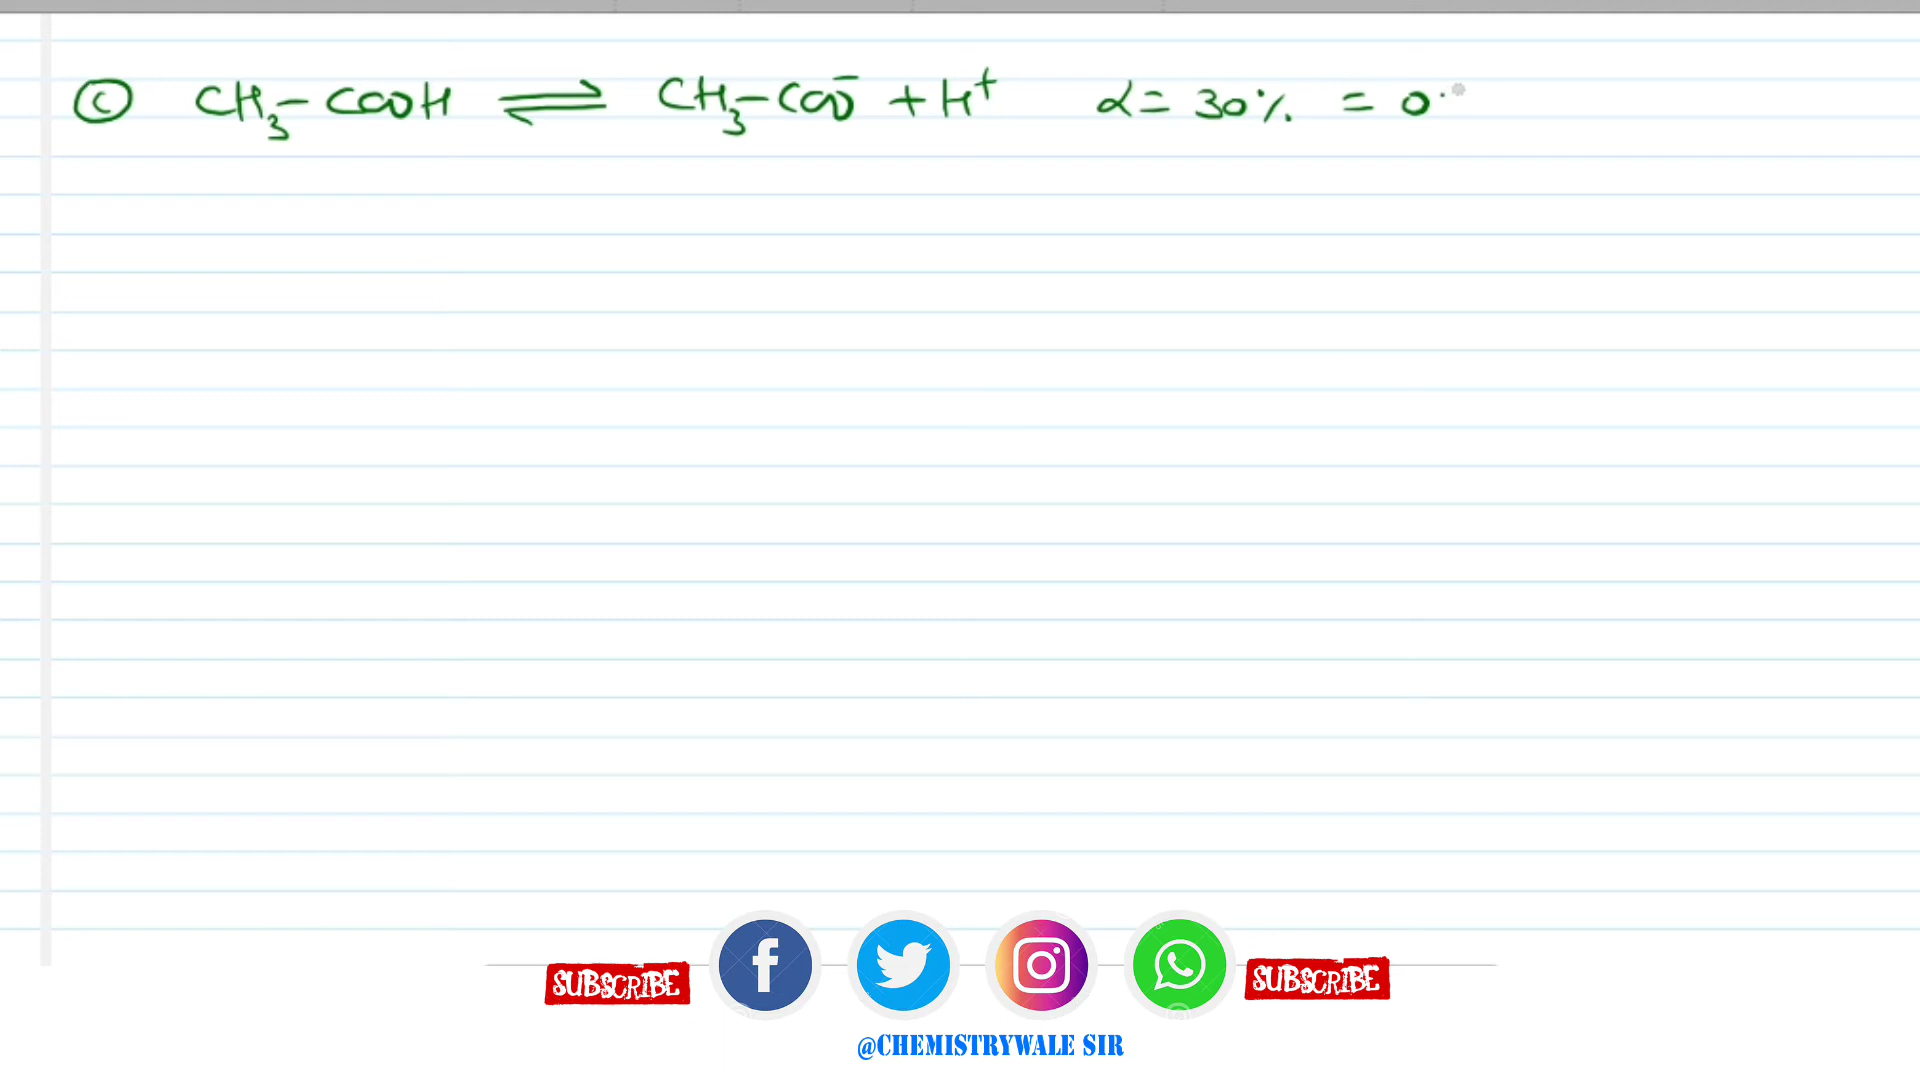 (c) CH₃-COOH ⇌ CH₃-COO⁻ + H⁺ α = 30% = 0.
SUBSCRIBE SUBSCRIBE
@CHEMISTRYWALE SIR